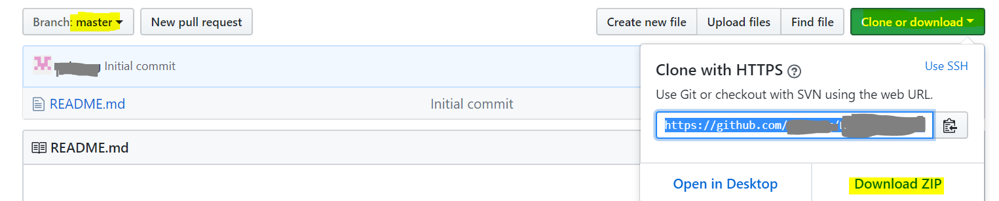 Branch: master
New pull request
Create new file
Upload files
Find file
Clone or download
Initial commit
README.md
Initial commit
README.md
Clone with HTTPS
Use SSH
Use Git or checkout with SVN using the web URL.
https://github.com/
Open in Desktop
Download ZIP